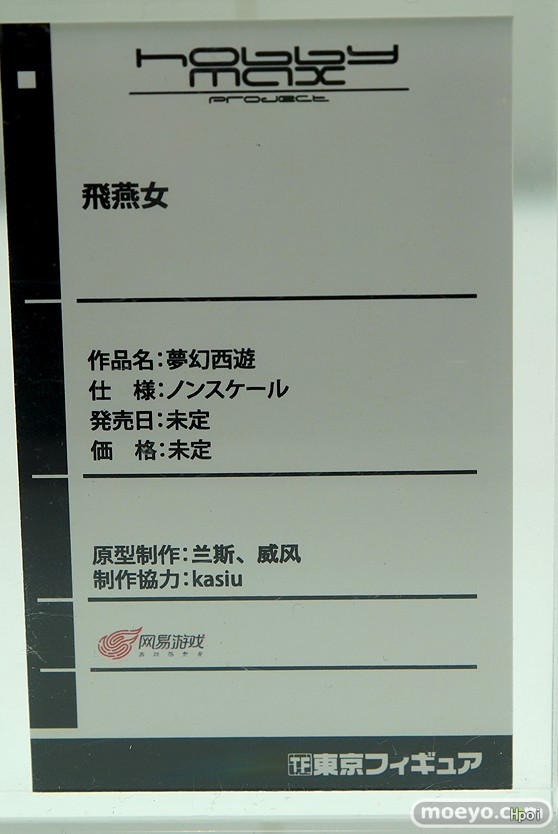 hobby
max
project
飛燕女
作品名：夢幻西遊
仕　様：ノンスケール
発売日：未定
価　格：未定
原型制作：兰斯、威风
制作協力：kasiu
网易游戏
TF 東京フィギュア
Hpoi